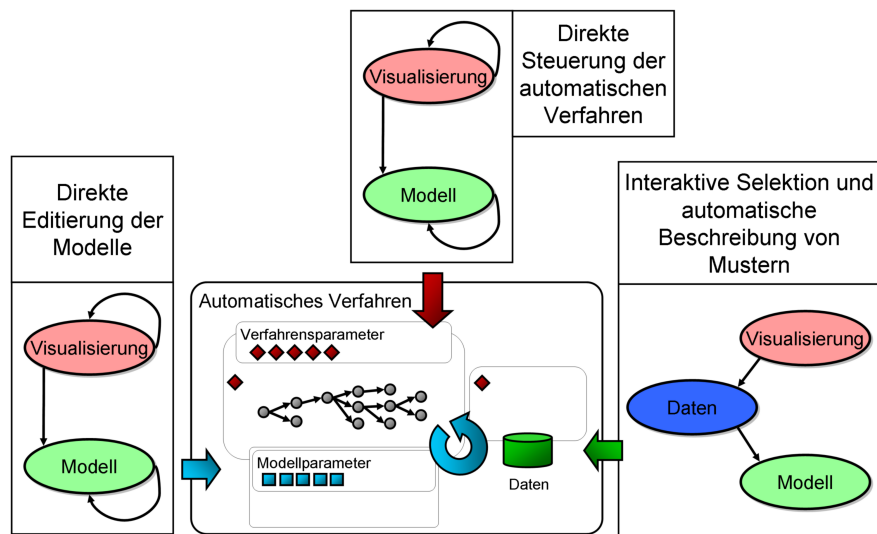 Direkte
Steuerung der
automatischen
Verfahren
Visualisierung
Modell
Direkte
Editierung der
Modelle
Visualisierung
Modell
Interaktive Selektion und
automatische
Beschreibung von
Mustern
Visualisierung
Daten
Modell
Automatisches Verfahren
Verfahrensparameter
Modellparameter
Daten